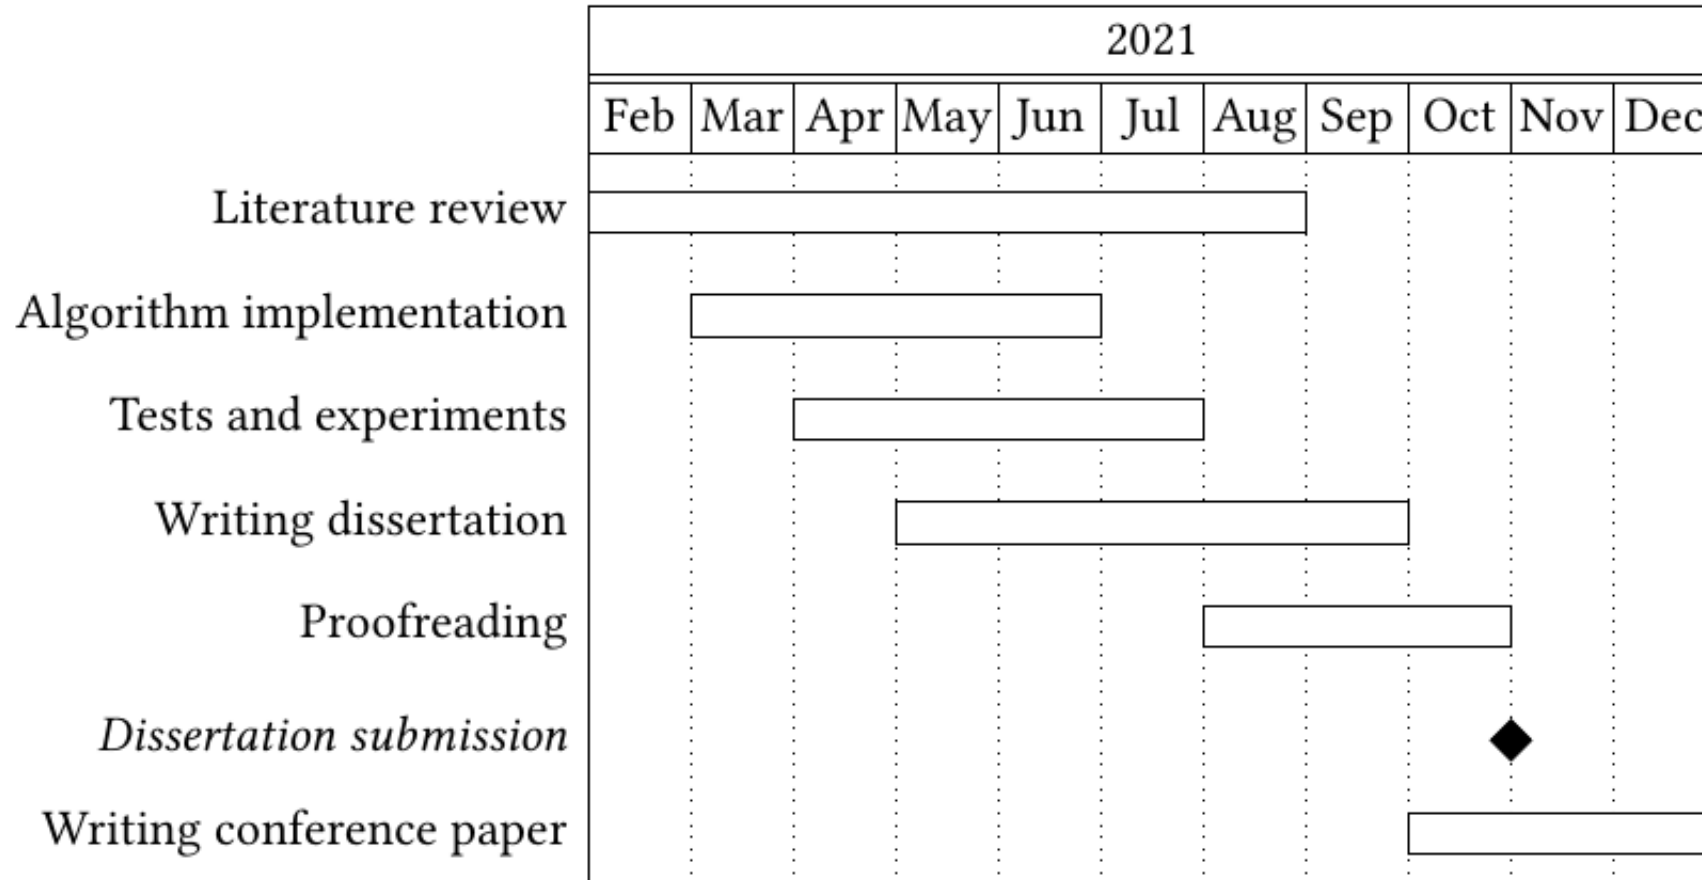 2021
Feb Mar Apr May Jun Jul Aug Sep Oct Nov Dec
Literature review
Algorithm implementation
Tests and experiments
Writing dissertation
Proofreading
Dissertation submission
Writing conference paper